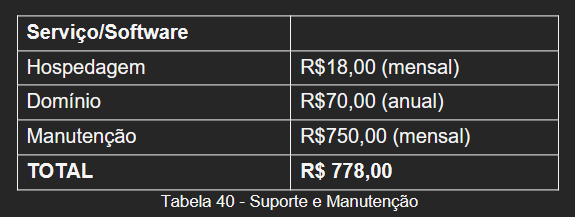 Serviço/Software
Hospedagem R$18,00 (mensal)
Domínio R$70,00 (anual)
Manutenção R$750,00 (mensal)
TOTAL R$ 778,00
Tabela 40 - Suporte e Manutenção